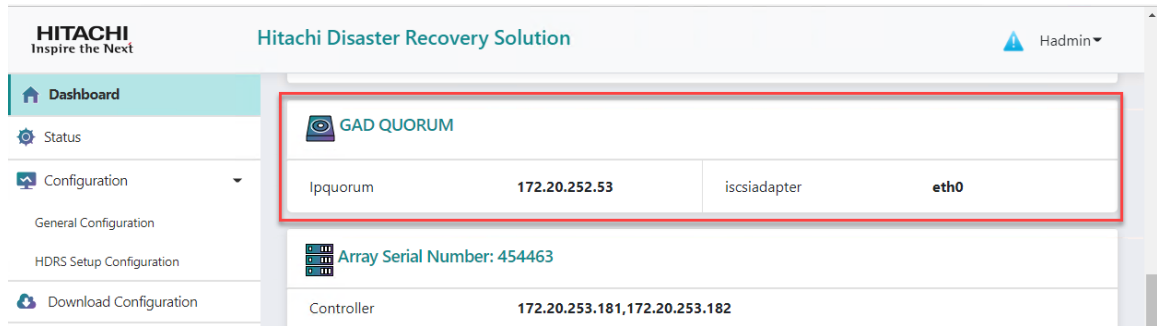 HITACHI
Inspire the Next
Hitachi Disaster Recovery Solution
Hadmin
Dashboard
Status
Configuration
General Configuration
HDRS Setup Configuration
Download Configuration
GAD QUORUM
Ipquorum 172.20.252.53 iscsiadapter eth0
Array Serial Number: 454463
Controller 172.20.253.181,172.20.253.182